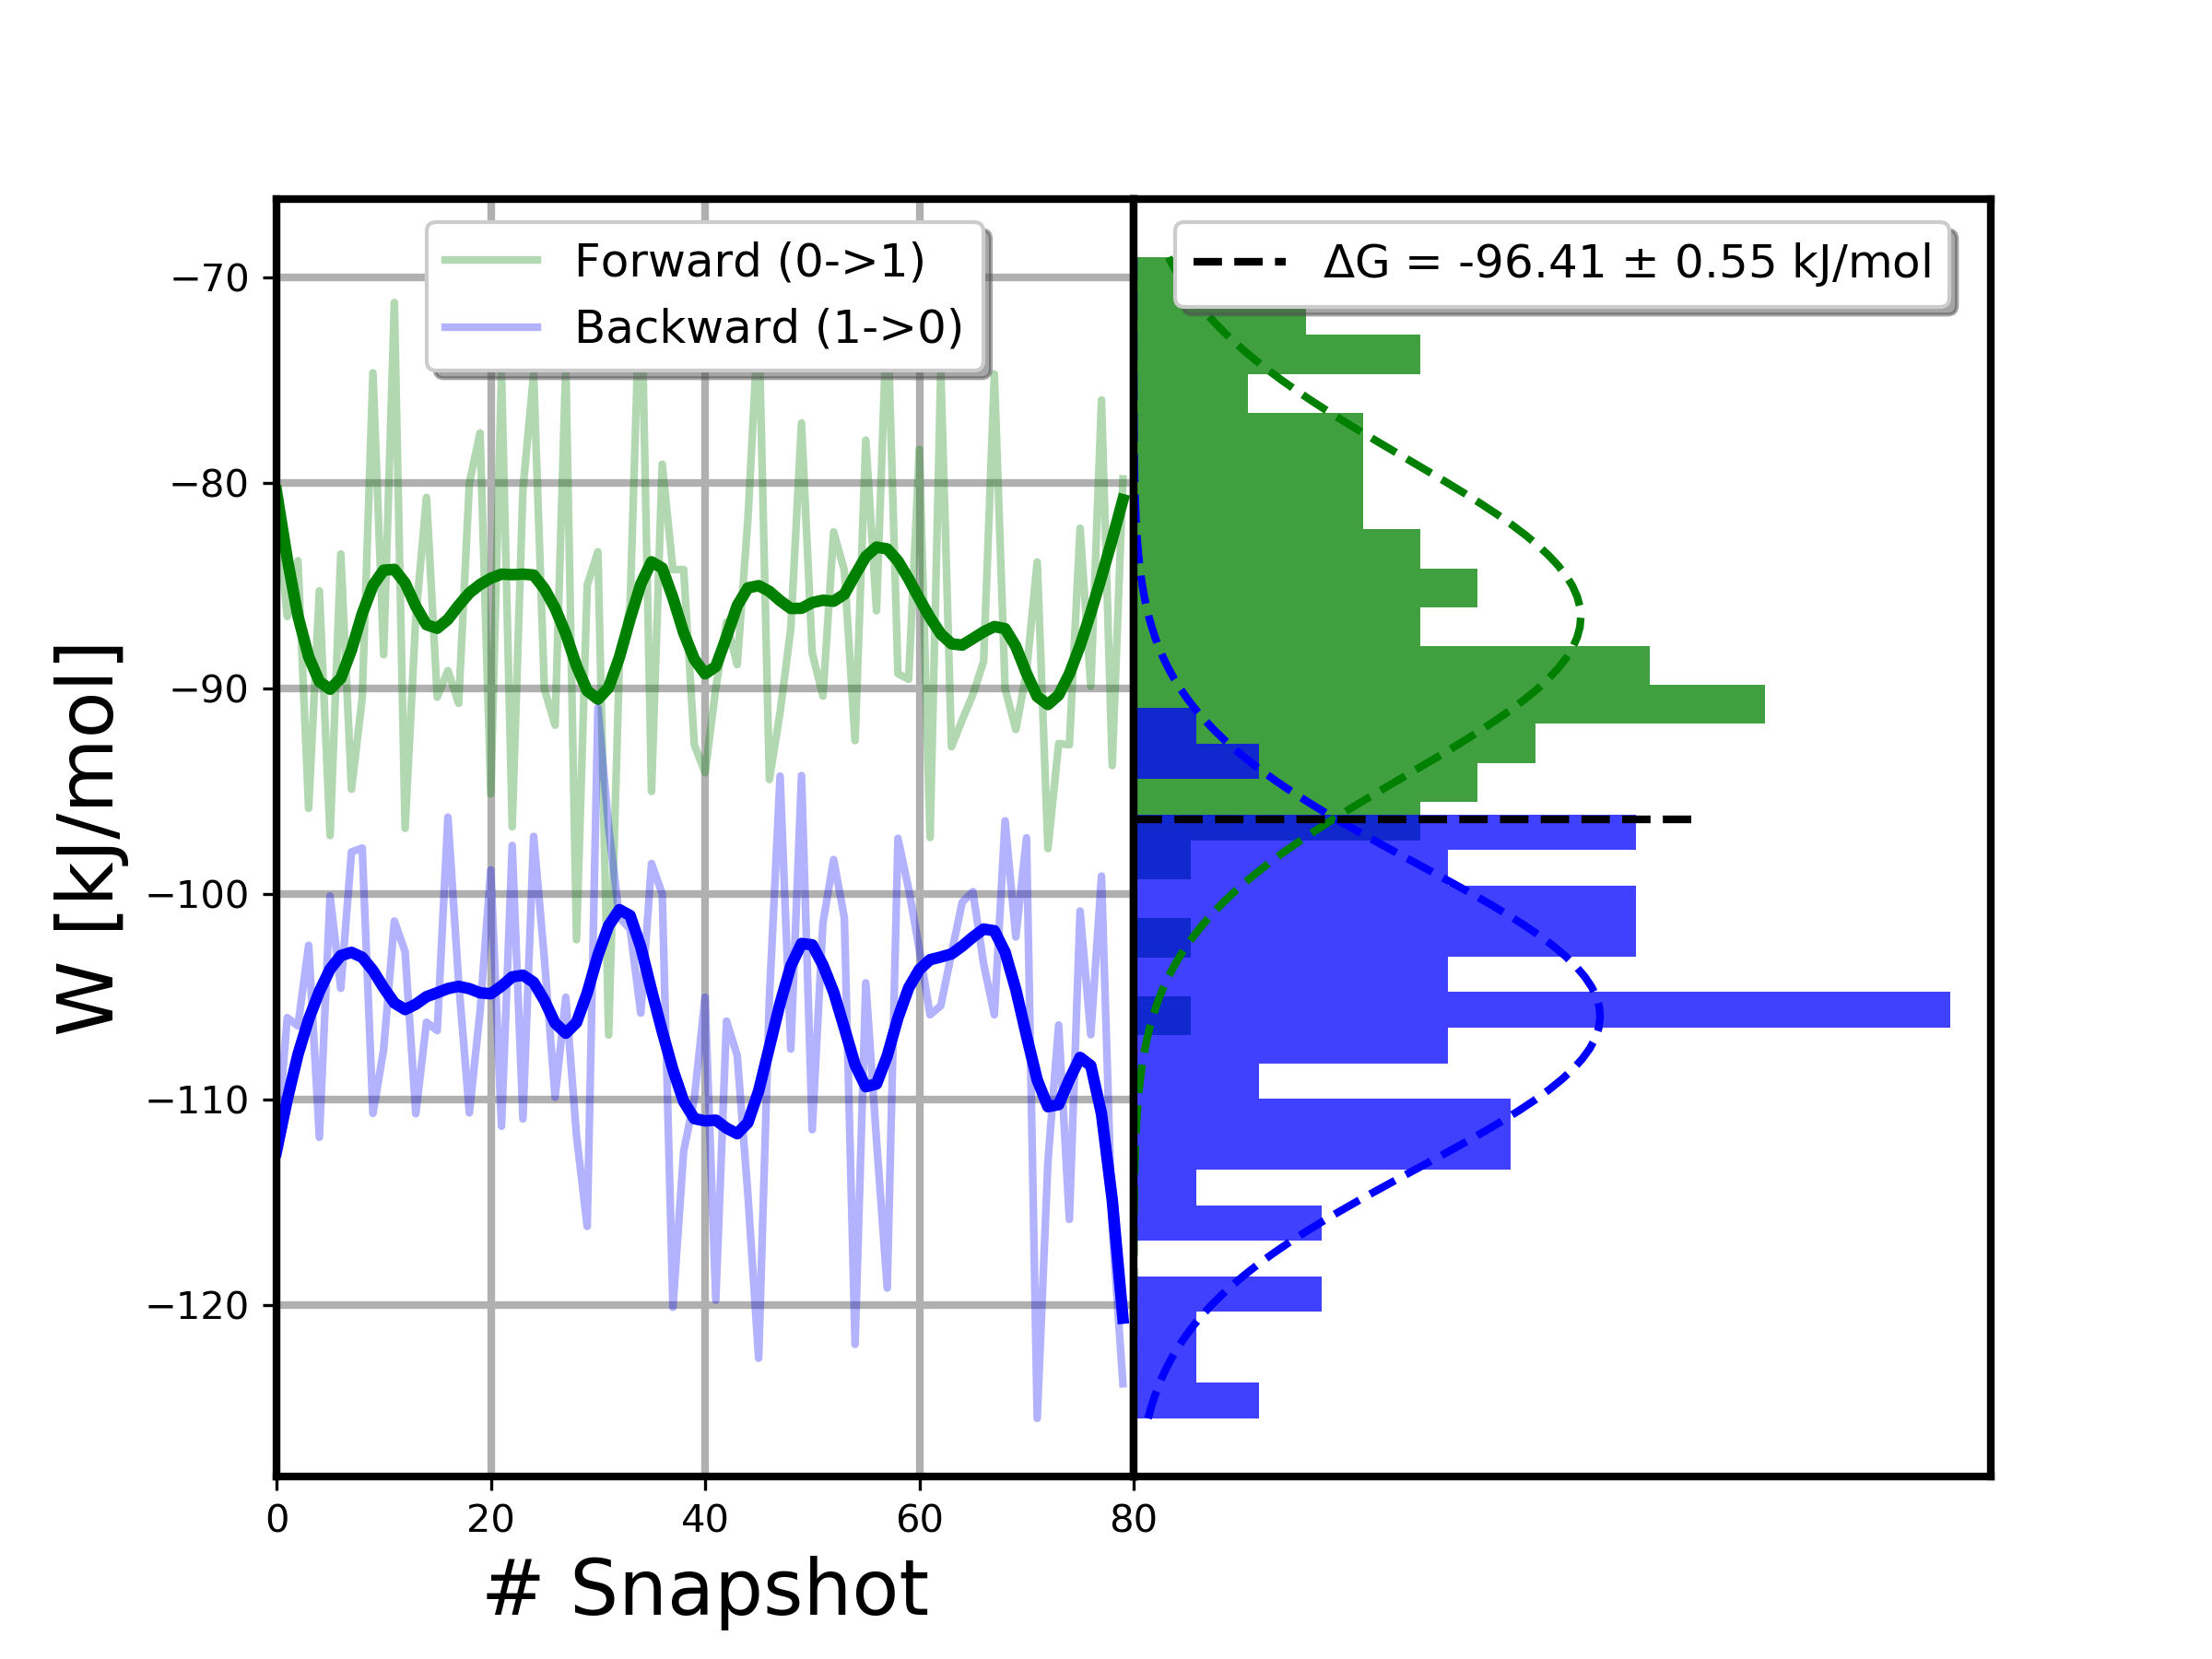 Forward (0->1)
Backward (1->0)
ΔG = -96.41 ± 0.55 kJ/mol
−70
−80
−90
−100
−110
−120
W [kJ/mol]
0 20 40 60 80
# Snapshot